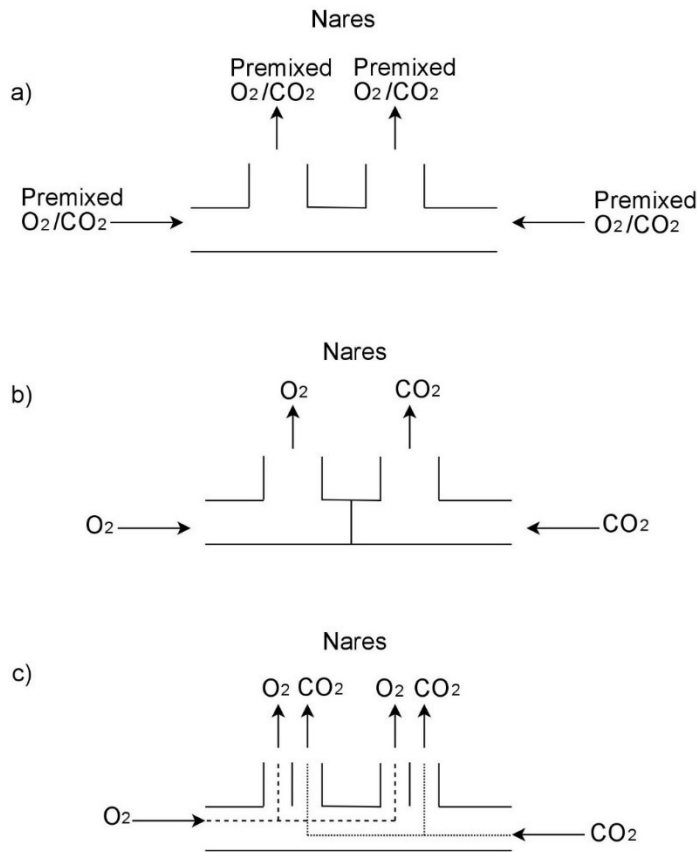 Nares
a)
Premixed Premixed
O₂/CO₂ O₂/CO₂
Premixed Premixed
O₂/CO₂ O₂/CO₂
Nares
b)
O₂ CO₂
O₂ CO₂
Nares
c)
O₂ CO₂ O₂ CO₂
O₂ CO₂